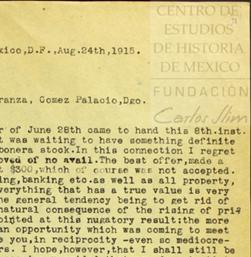 CENTRO DE
ESTUDIOS
DE HISTORIA
DE MEXICO
FUNDACIÓN
Carlos Slim
xico,D.F.,Aug.24th,1915.
ranza, Gomez Palacio,Dgo.
r of June 28th came to hand this 8th.inst.
t was waiting to have something definite
bonera stock.In this connection I regret
oved of no avail.The best offer,made a
t $300,which of course was not accepted.
ing,banking etc.as well as all property,
verything that has a true value is very
he general tendency being to get rid of
natural consequence of the rising of pri
ointed at this nugatory result:the more
an opportunity which was coming to meet
e you,in reciprocity -even so mediocre-
rs. I hope,however,that I shall still be